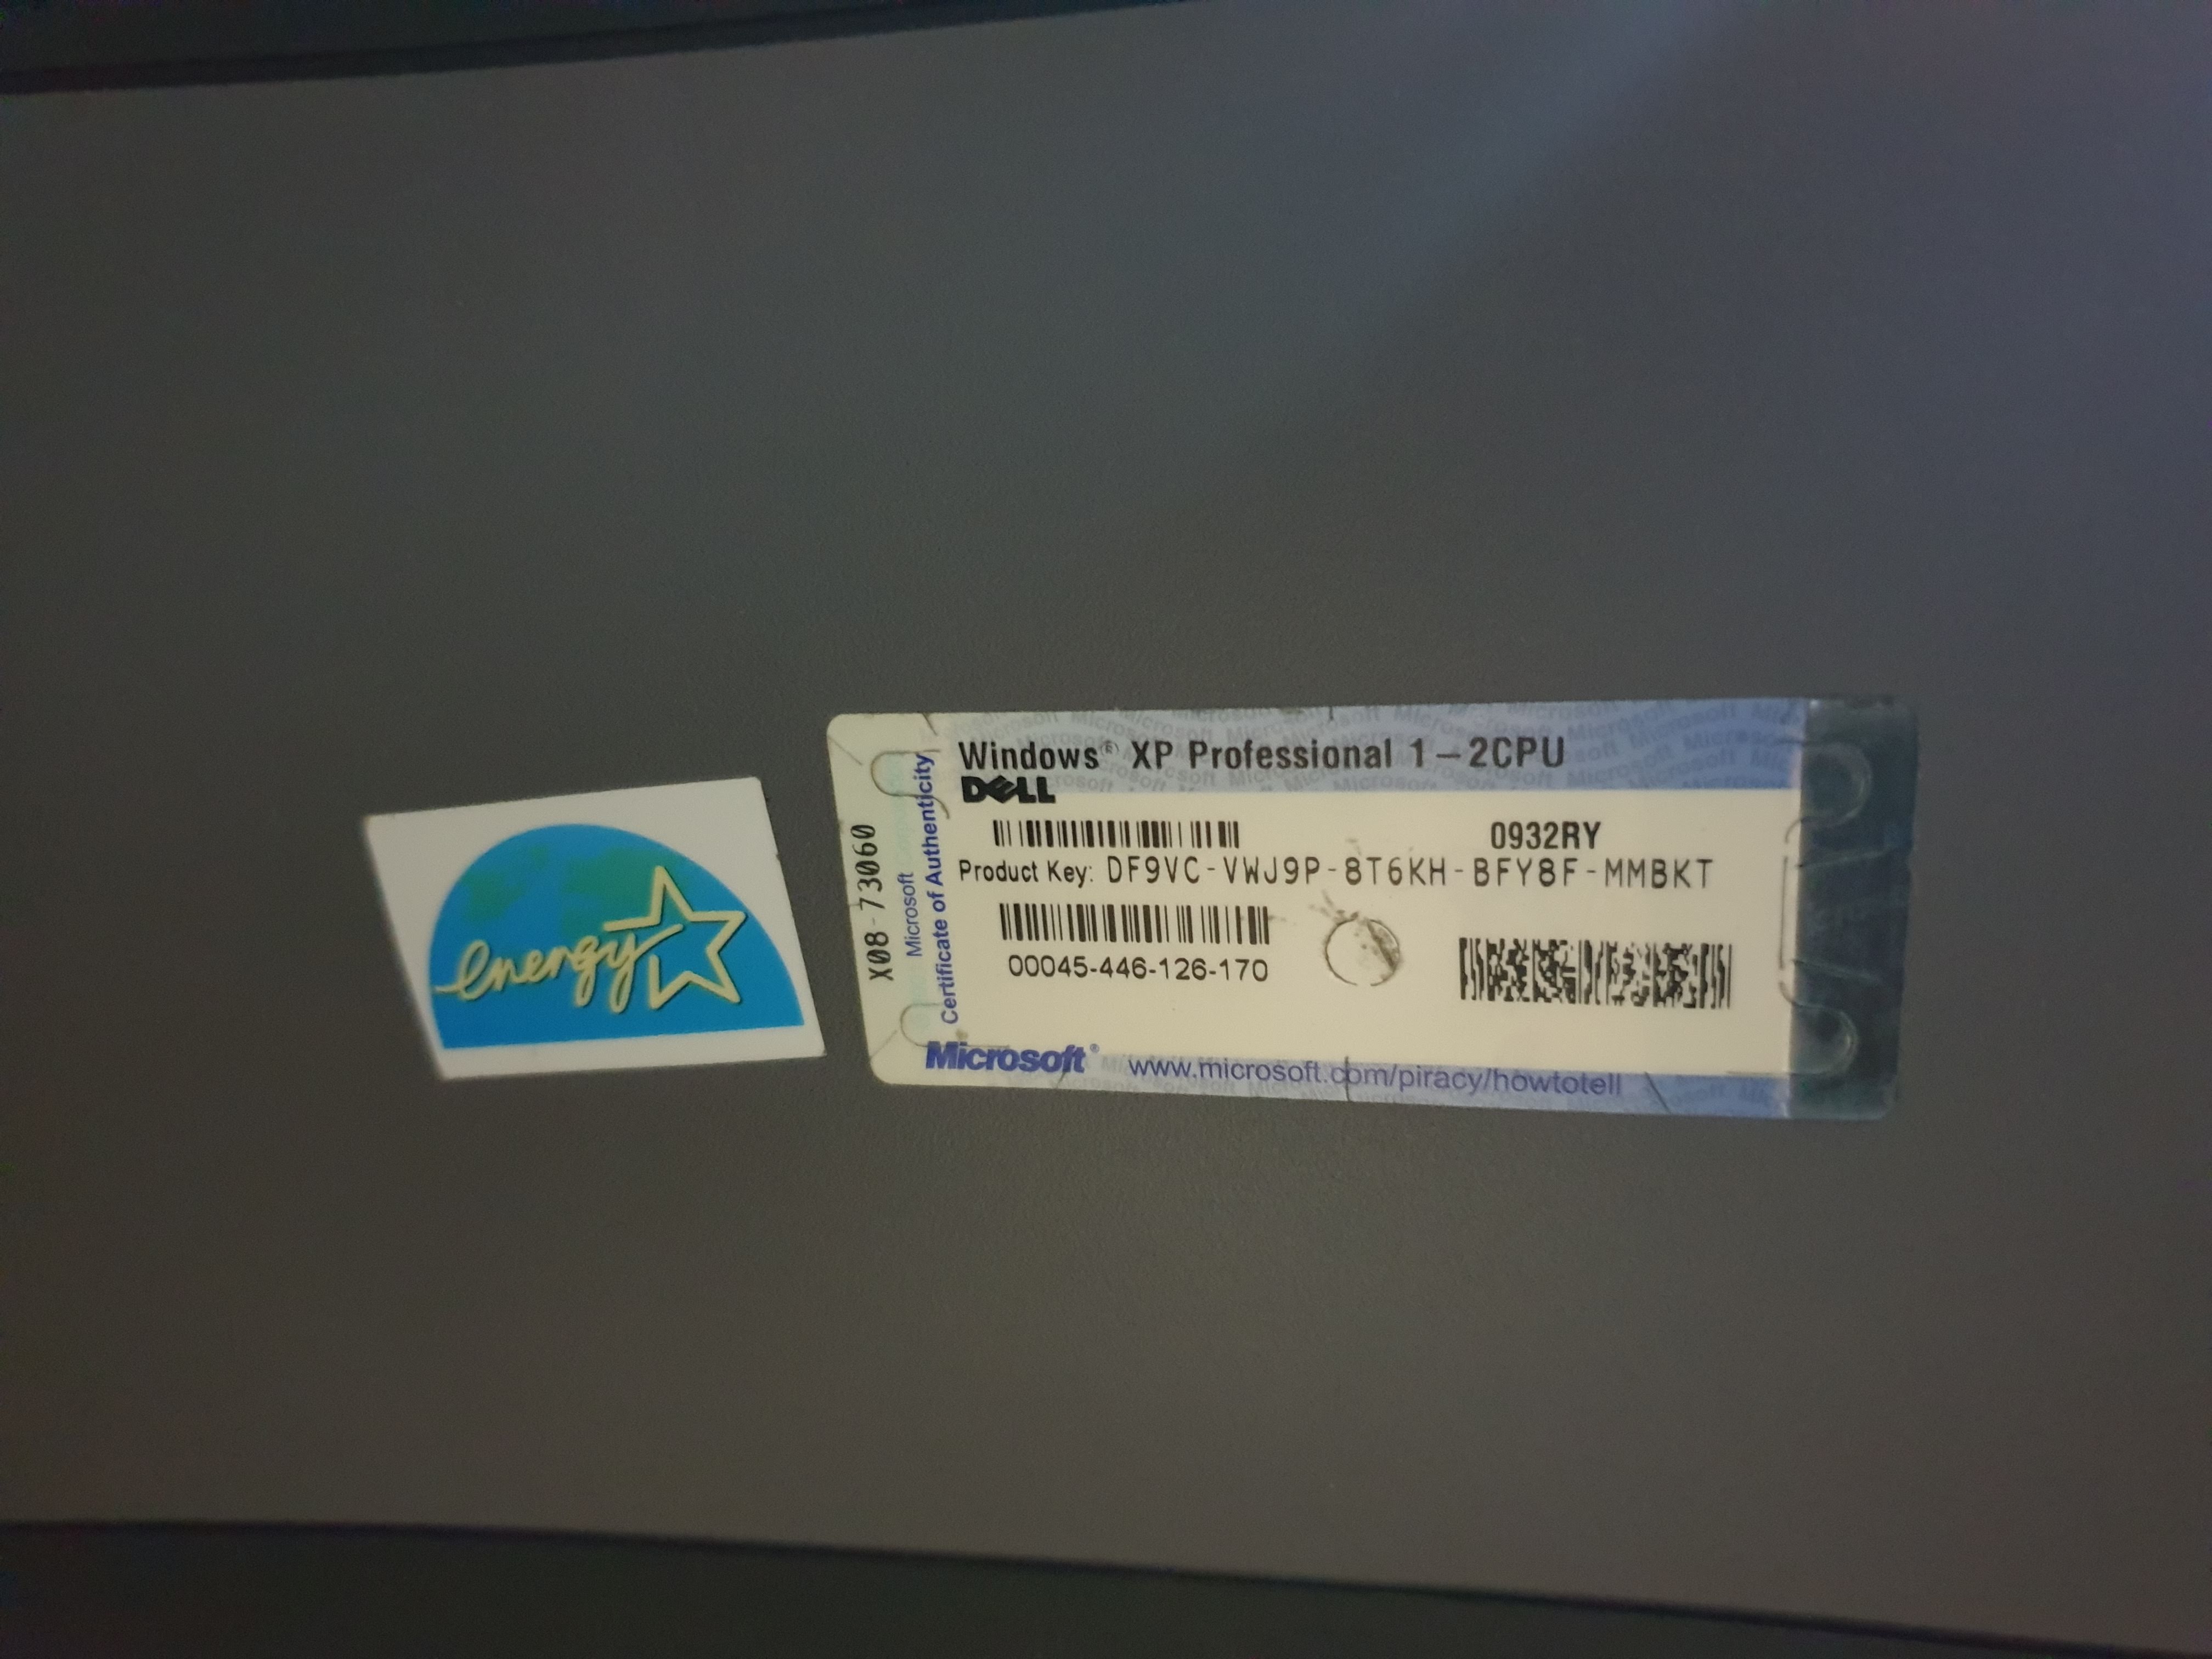 energy
X08-73060
Microsoft
Certificate of Authenticity
Windows® XP Professional 1-2CPU
DELL
0932RY
Product Key: DF9VC-VWJ9P-8T6KH-BFY8F-MMBKT
00045-446-126-170
Microsoft® www.microsoft.com/piracy/howtotell